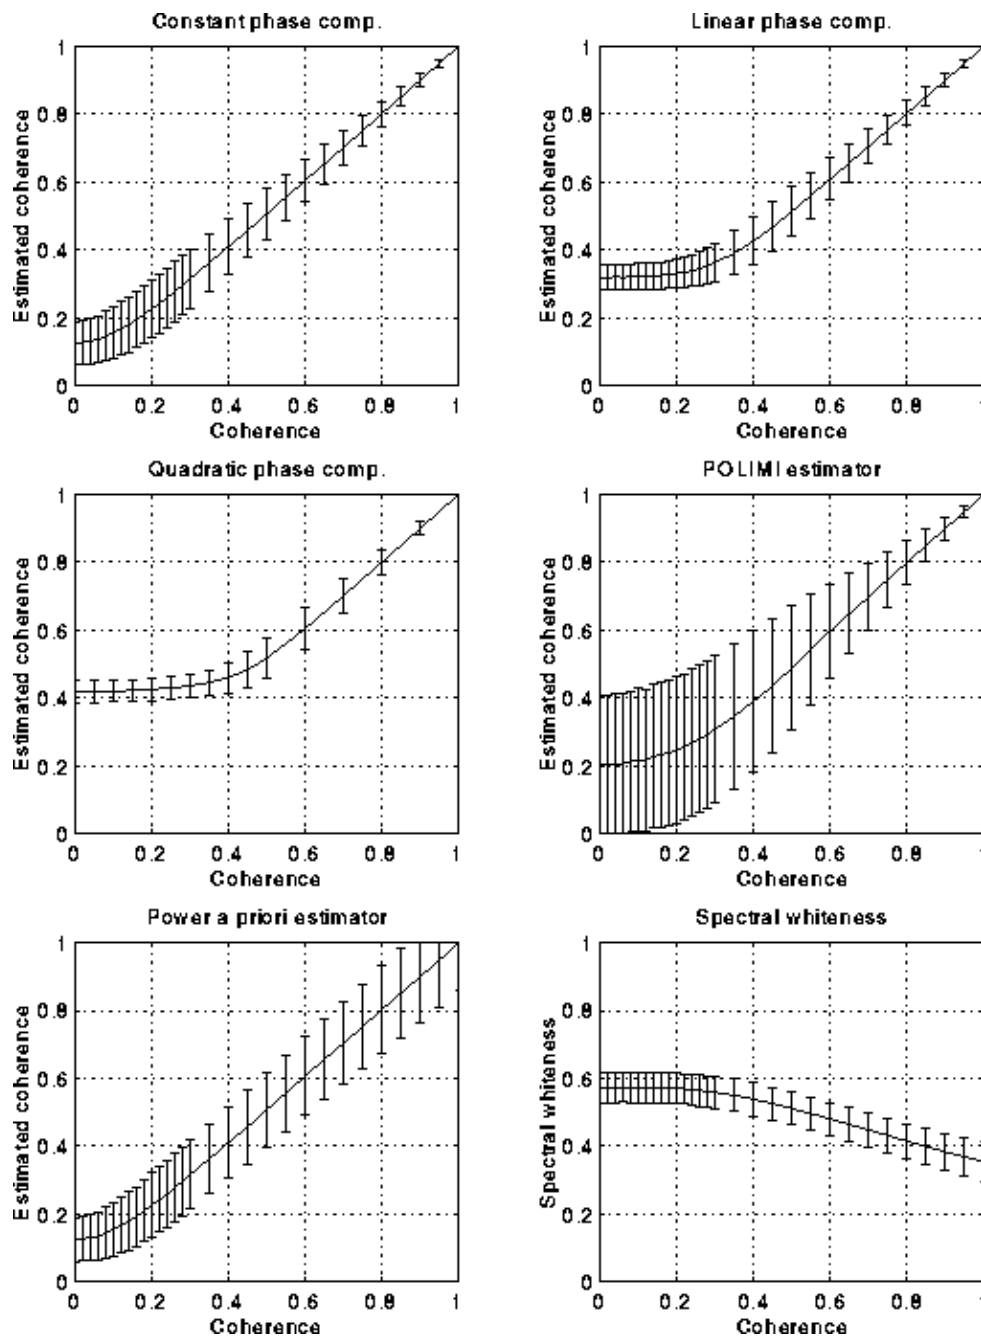 Constant phase comp.
1
0.8
0.6
0.4
0.2
0
Estimated coherence
0 0.2 0.4 0.6 0.8 1
Coherence
Linear phase comp.
1
0.8
0.6
0.4
0.2
0
Estimated coherence
0 0.2 0.4 0.6 0.8 1
Coherence
Quadratic phase comp.
1
0.8
0.6
0.4
0.2
0
Estimated coherence
0 0.2 0.4 0.6 0.8 1
Coherence
POLIMI estimator
1
0.8
0.6
0.4
0.2
0
Estimated coherence
0 0.2 0.4 0.6 0.8 1
Coherence
Power a priori estimator
1
0.8
0.6
0.4
0.2
0
Estimated coherence
0 0.2 0.4 0.6 0.8 1
Coherence
Spectral whiteness
1
0.8
0.6
0.4
0.2
0
Spectral whiteness
0 0.2 0.4 0.6 0.8 1
Coherence